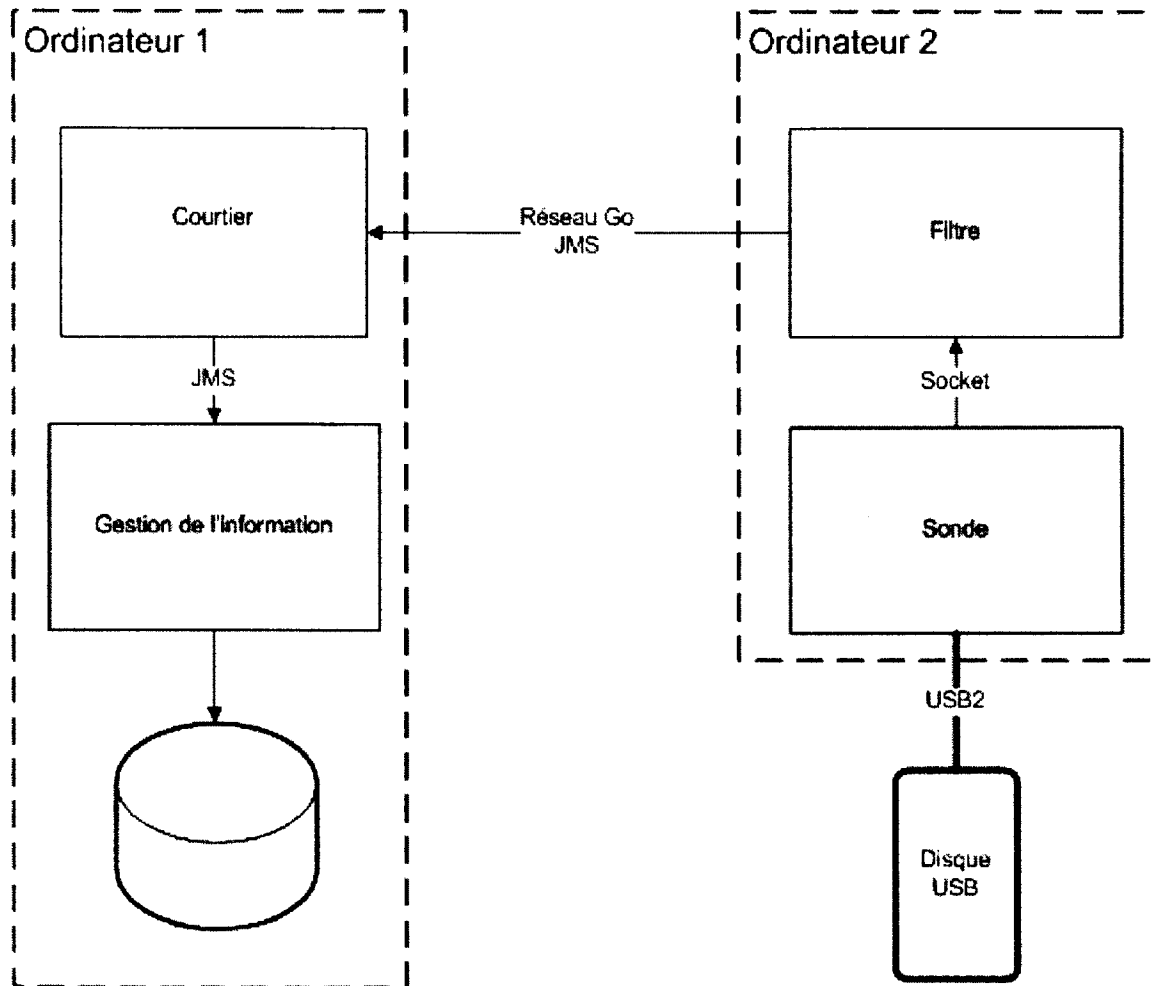 Ordinateur 1
Ordinateur 2
Courtier
Réseau Go
JMS
Filtre
JMS
Socket
Gestion de l'information
Sonde
USB2
Disque
USB